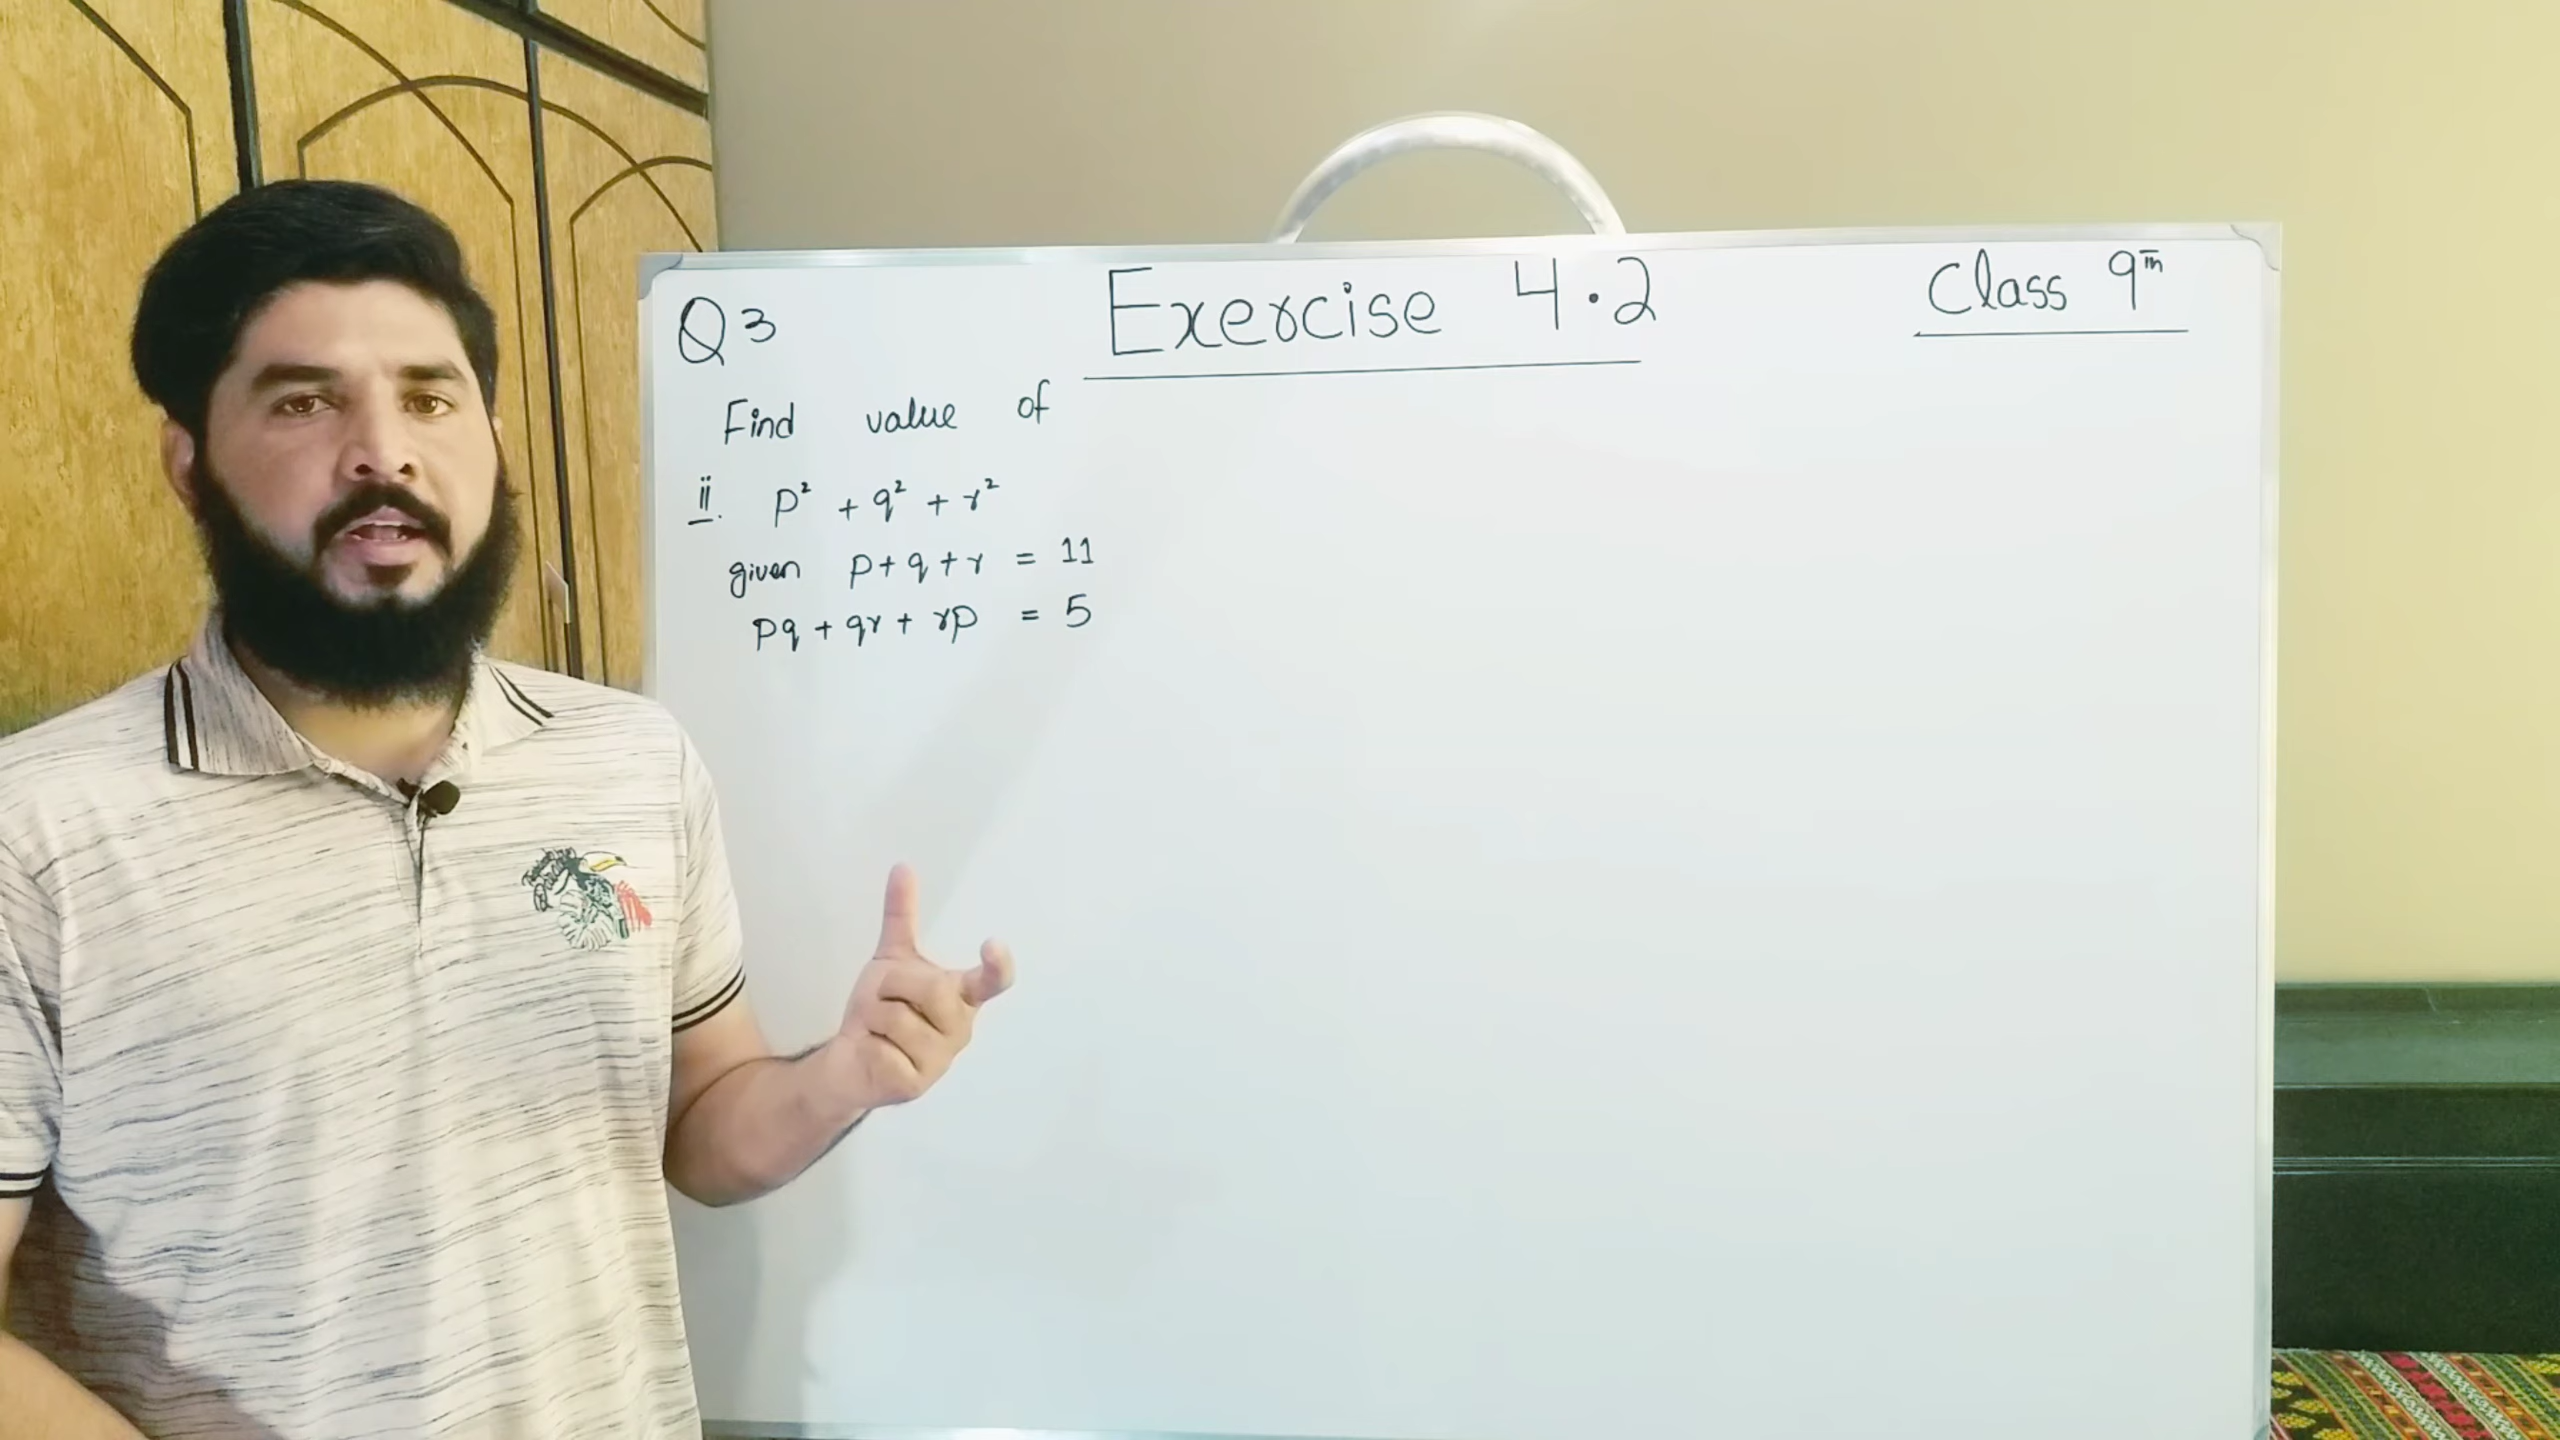 Exercise 4.2
Class 9th
Q3
Find value of
ii. p² + q² + r²
given p + q + r = 11
pq + qr + rp = 5